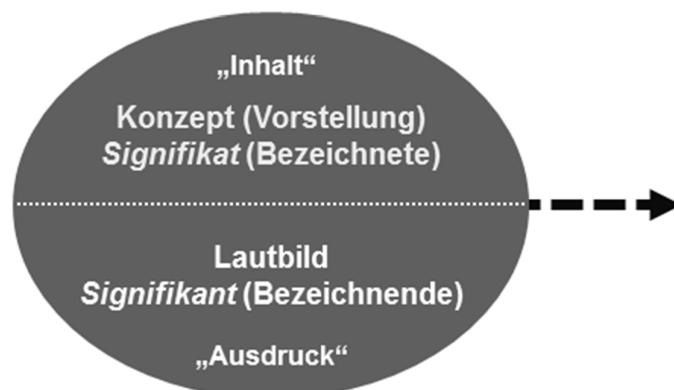 „Inhalt“
Konzept (Vorstellung)
Signifikat (Bezeichnete)
Lautbild
Signifikant (Bezeichnende)
„Ausdruck“